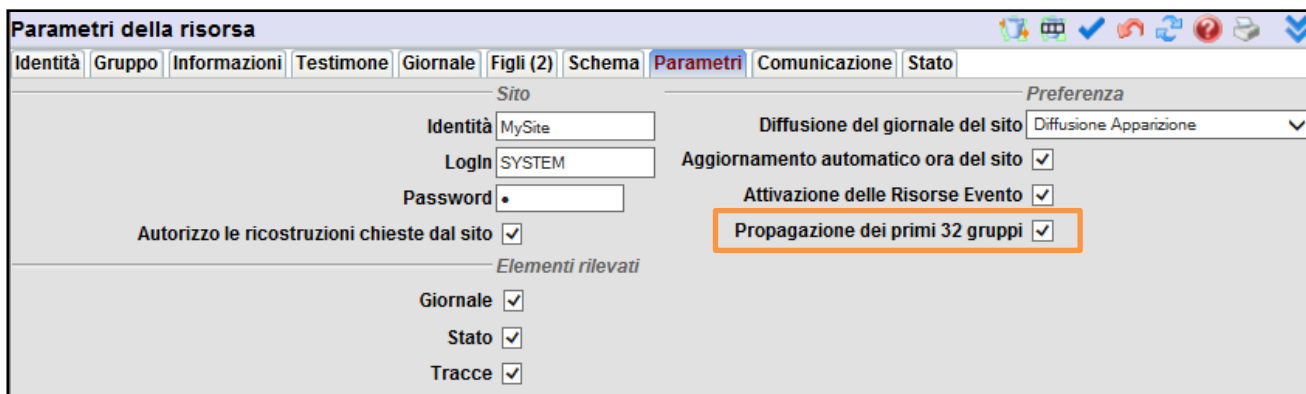 Parametri della risorsa
Identità Gruppo Informazioni Testimone Giornale Figli (2) Schema Parametri Comunicazione Stato
Sito
Identità MySite
LogIn SYSTEM
Password •
Autorizzo le ricostruzioni chieste dal sito
Elementi rilevati
Giornale
Stato
Tracce
Preferenza
Diffusione del giornale del sito Diffusione Apparizione
Aggiornamento automatico ora del sito
Attivazione delle Risorse Evento
Propagazione dei primi 32 gruppi